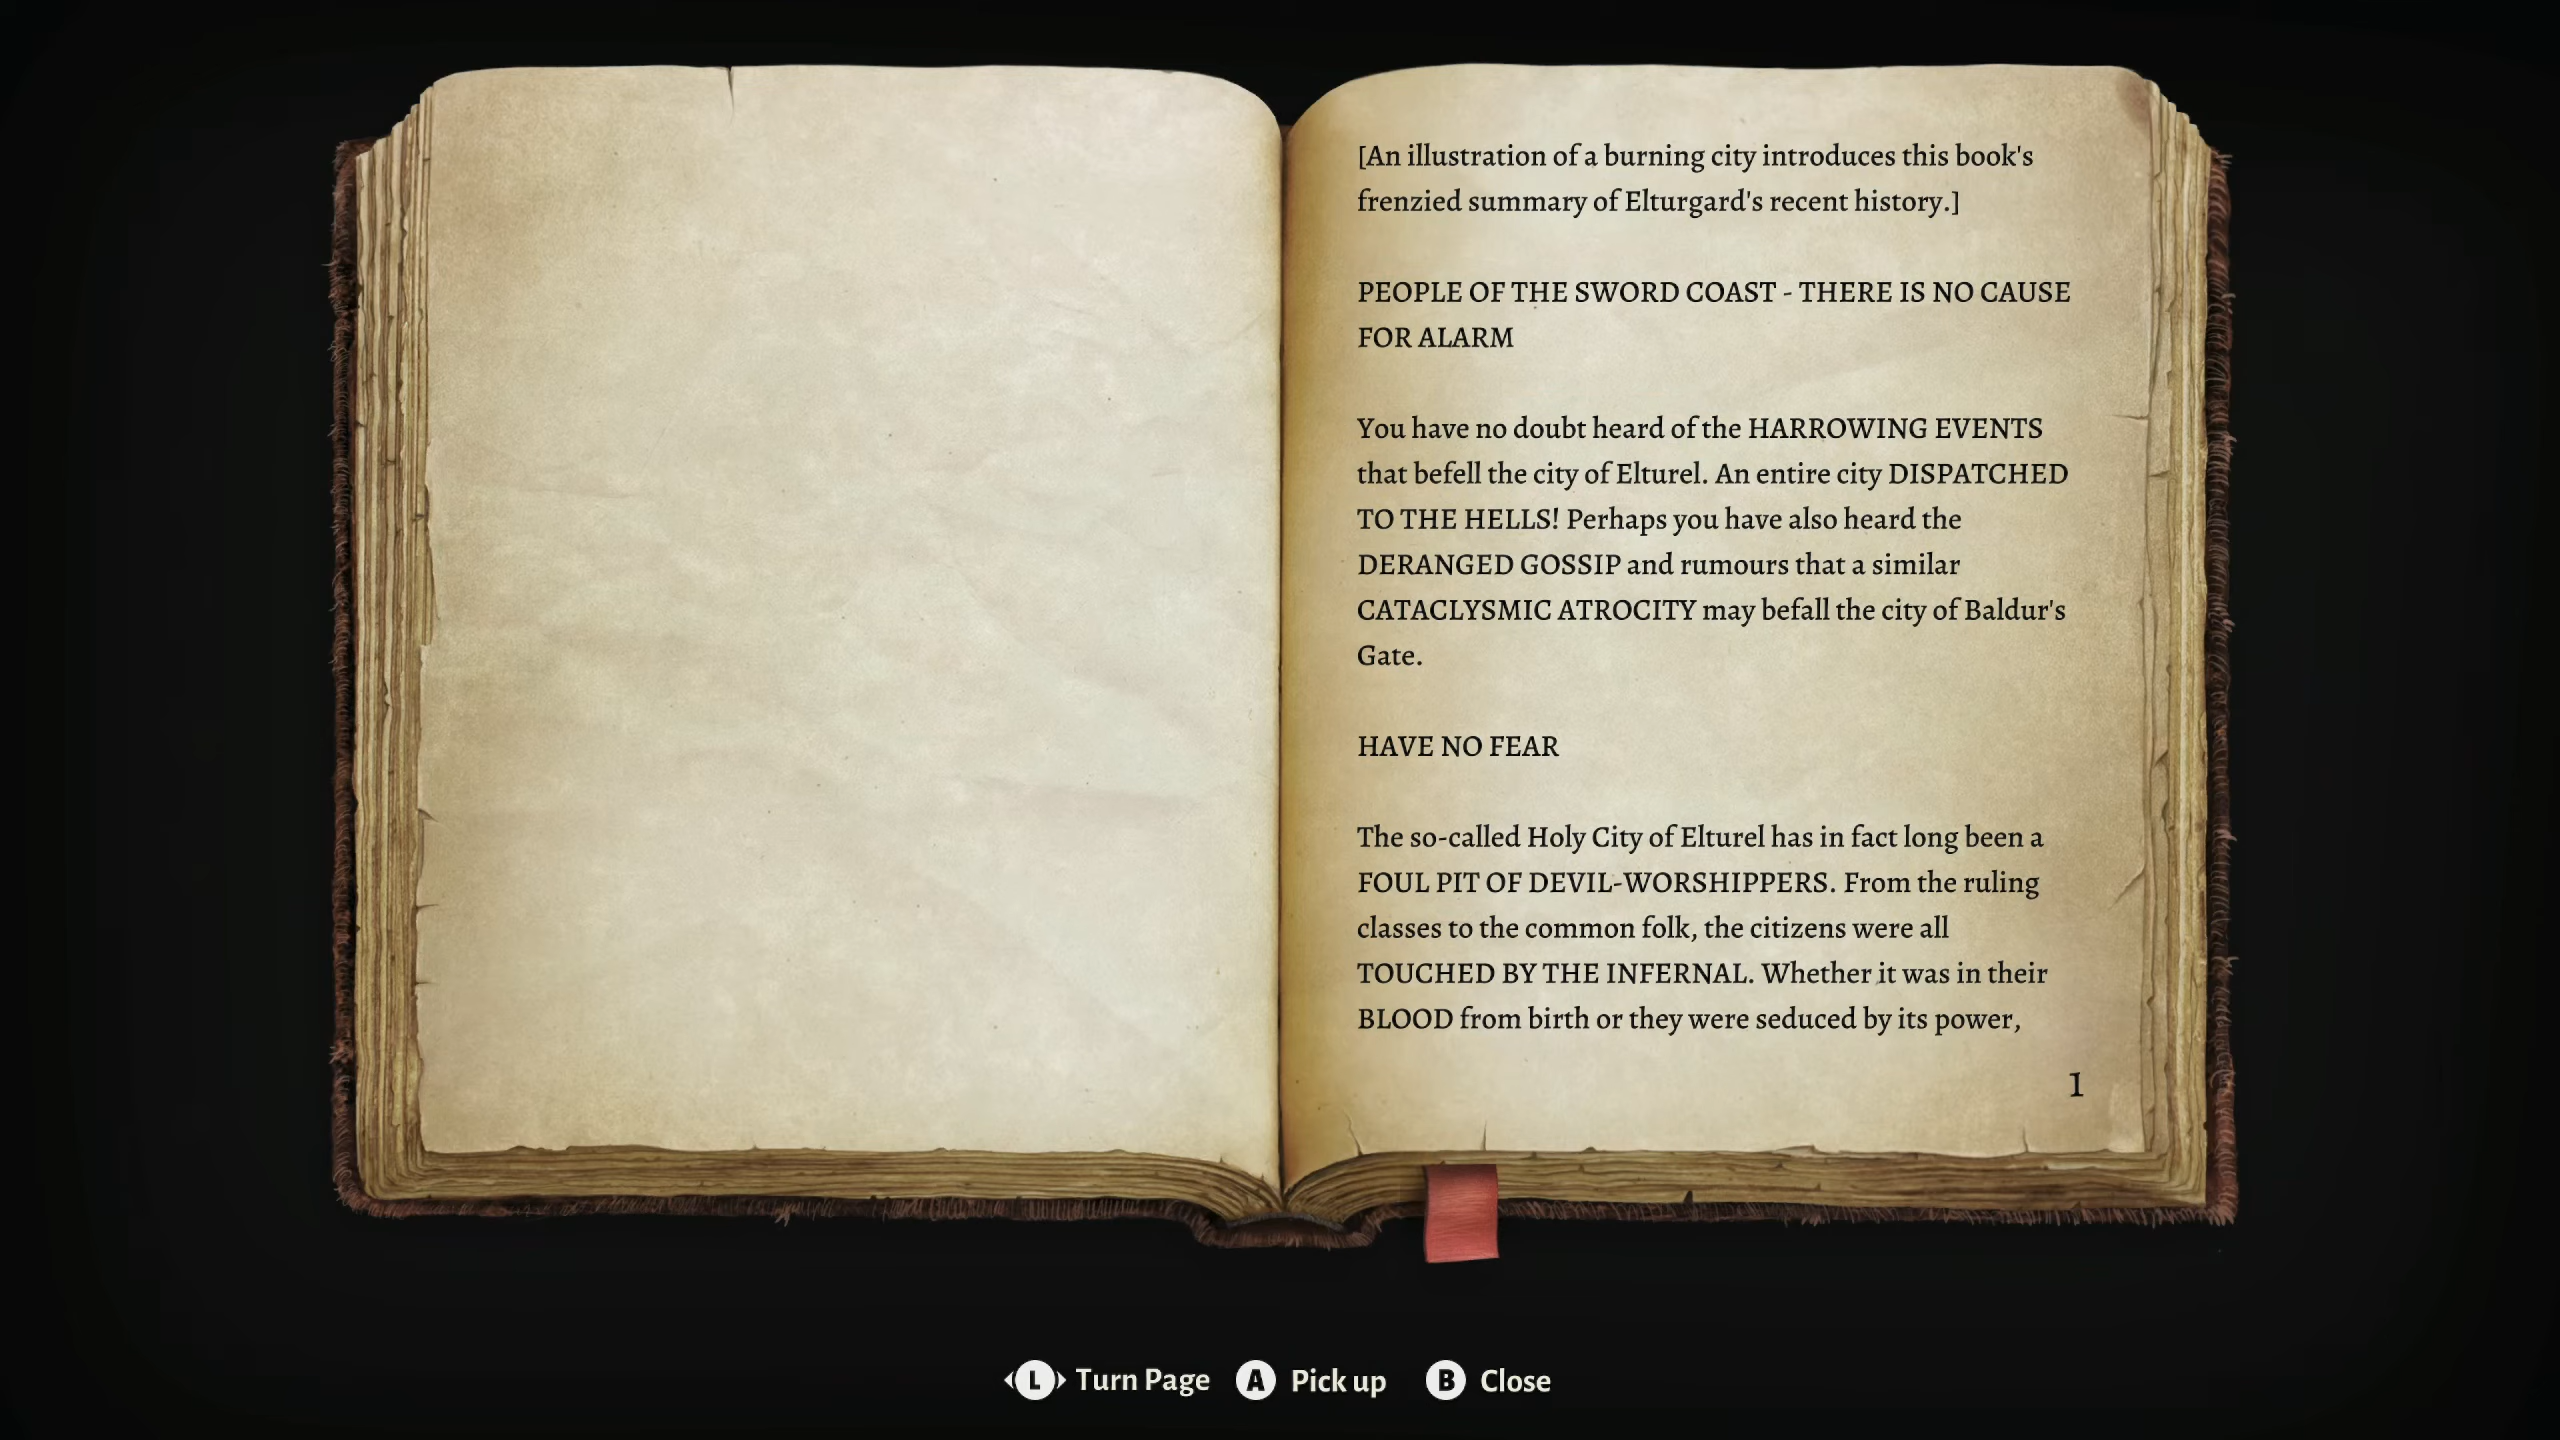 [An illustration of a burning city introduces this book's
frenzied summary of Elturgard's recent history.]
PEOPLE OF THE SWORD COAST - THERE IS NO CAUSE
FOR ALARM
You have no doubt heard of the HARROWING EVENTS
that befell the city of Elturel. An entire city DISPATCHED
TO THE HELLS! Perhaps you have also heard the
DERANGED GOSSIP and rumours that a similar
CATACLYSMIC ATROCITY may befall the city of Baldur's
Gate.
HAVE NO FEAR
The so-called Holy City of Elturel has in fact long been a
FOUL PIT OF DEVIL-WORSHIPPERS. From the ruling
classes to the common folk, the citizens were all
TOUCHED BY THE INFERNAL. Whether it was in their
BLOOD from birth or they were seduced by its power,
1
L Turn Page A Pick up B Close